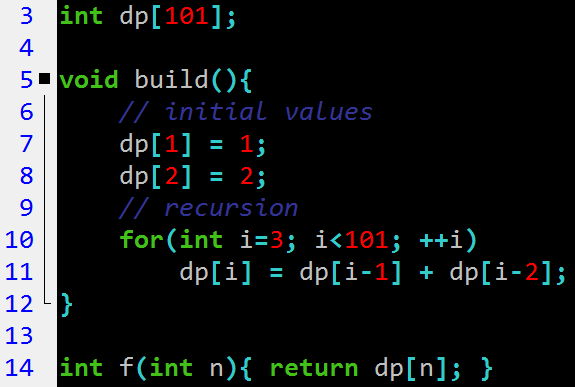 3 int dp[101];
4
5 void build(){
6 // initial values
7 dp[1] = 1;
8 dp[2] = 2;
9 // recursion
10 for(int i=3; i<101; ++i)
11 dp[i] = dp[i-1] + dp[i-2];
12 }
13
14 int f(int n){ return dp[n]; }